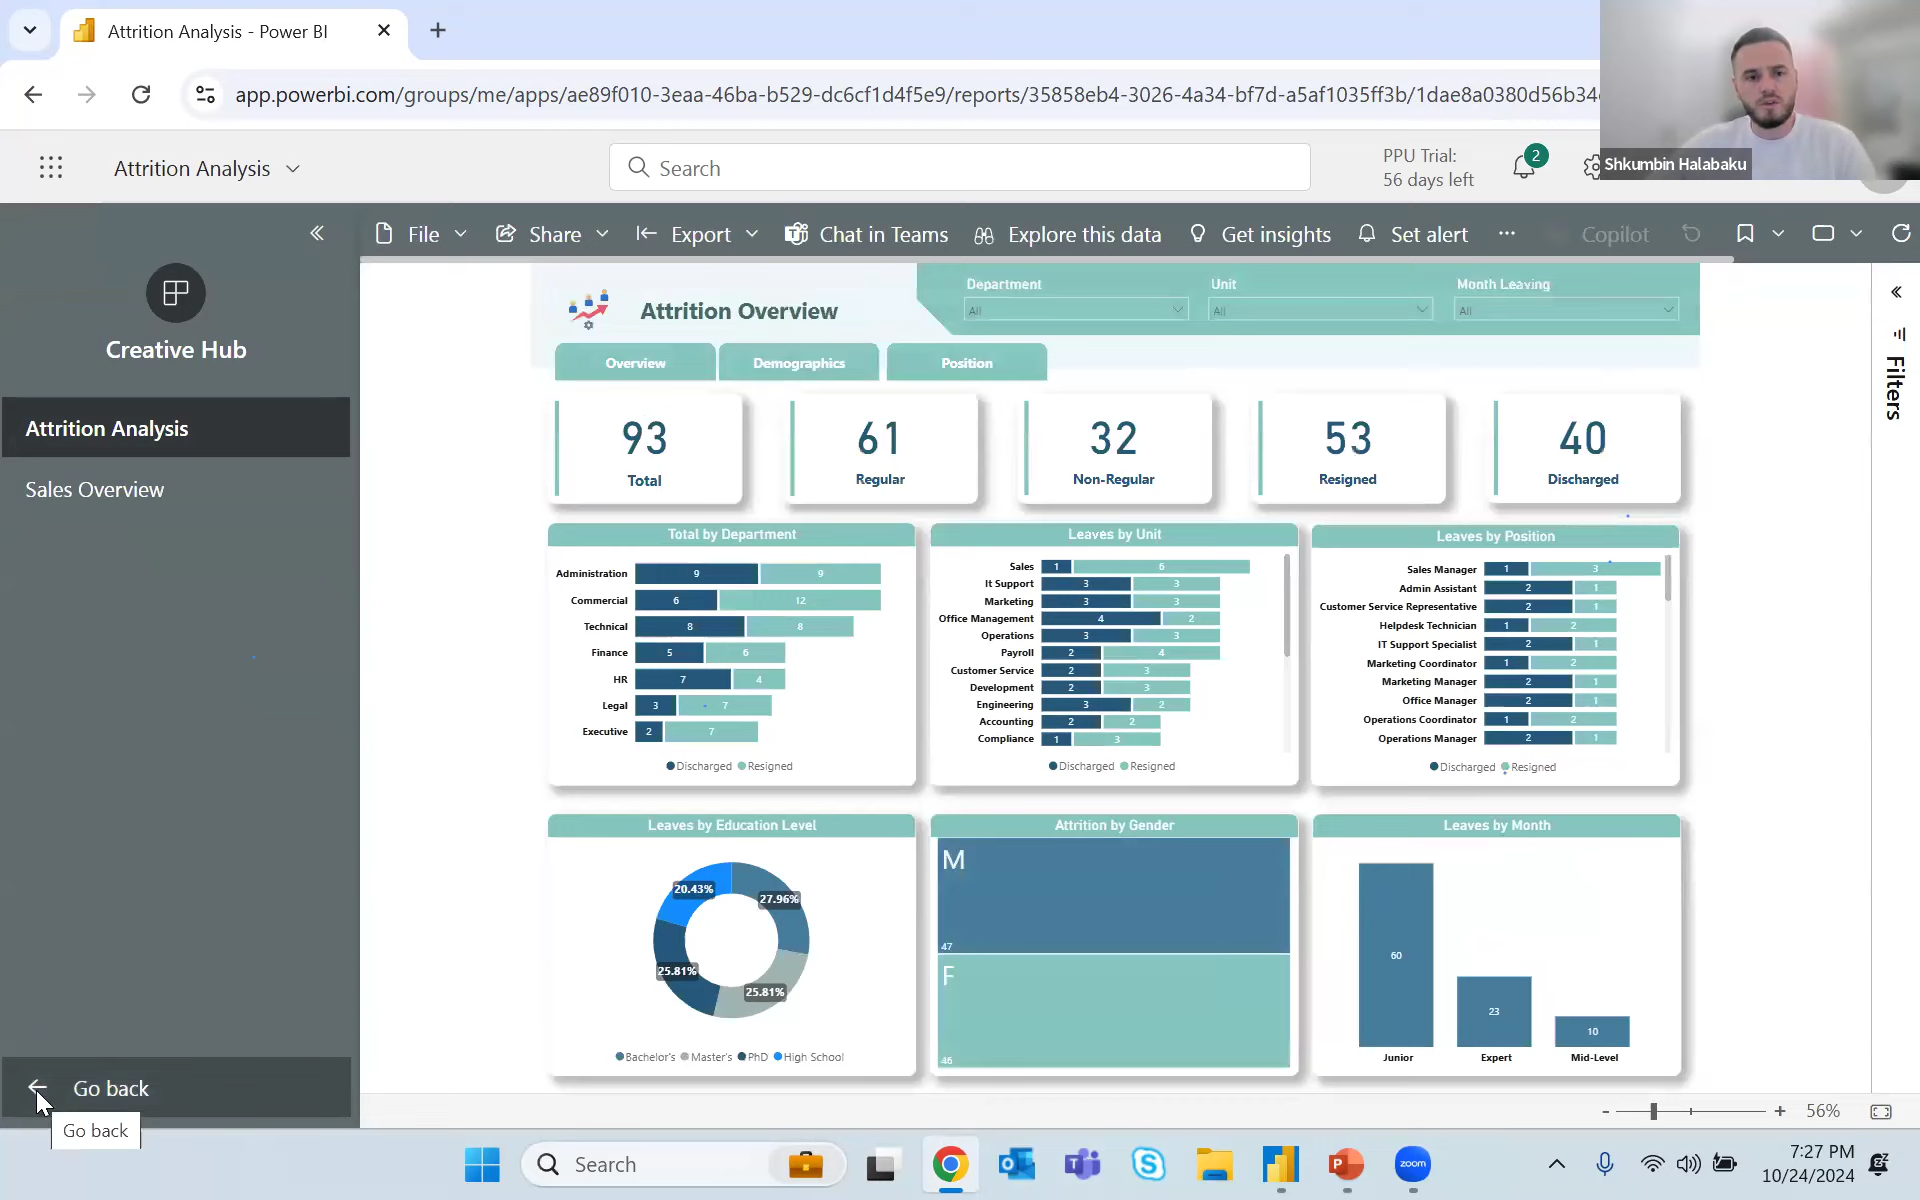 Attrition Analysis - Power BI
app.powerbi.com/groups/me/apps/ae89f010-3eaa-46ba-b529-dc6cf1d4f5e9/reports/35858eb4-3026-4a34-bf7d-a5af1035ff3b/1dae8a0380d56b34
Attrition Analysis
Search
PPU Trial:
56 days left
2
Shkumbin Halabaku
File
Share
Export
Chat in Teams
Explore this data
Get insights
Set alert
Copilot
Creative Hub
Attrition Analysis
Sales Overview
Go back
Go back
Filters
Attrition Overview
Department
All
Unit
All
Month Leaving
All
Overview
Demographics
Position
93
Total
61
Regular
32
Non-Regular
53
Resigned
40
Discharged
Total by Department
Administration 9 9
Commercial 6 12
Technical 8 8
Finance 5 6
HR 7 4
Legal 3 7
Executive 2 7
Discharged Resigned
Leaves by Unit
Sales 1 6
It Support 3 3
Marketing 3 3
Office Management 4 2
Operations 3 3
Payroll 2 4
Customer Service 2 3
Development 2 3
Engineering 3 2
Accounting 2 2
Compliance 1 3
Discharged Resigned
Leaves by Position
Sales Manager 1 3
Admin Assistant 2 1
Customer Service Representative 2 1
Helpdesk Technician 1 2
IT Support Specialist 2 1
Marketing Coordinator 1 2
Marketing Manager 2 1
Office Manager 2 1
Operations Coordinator 1 2
Operations Manager 2 1
Discharged Resigned
Leaves by Education Level
20.43%
27.96%
25.81%
25.81%
Bachelor's Master's PhD High School
Attrition by Gender
M
47
F
46
Leaves by Month
60
23
10
Junior Expert Mid-Level
56%
Search
zoom
7:27 PM
10/24/2024